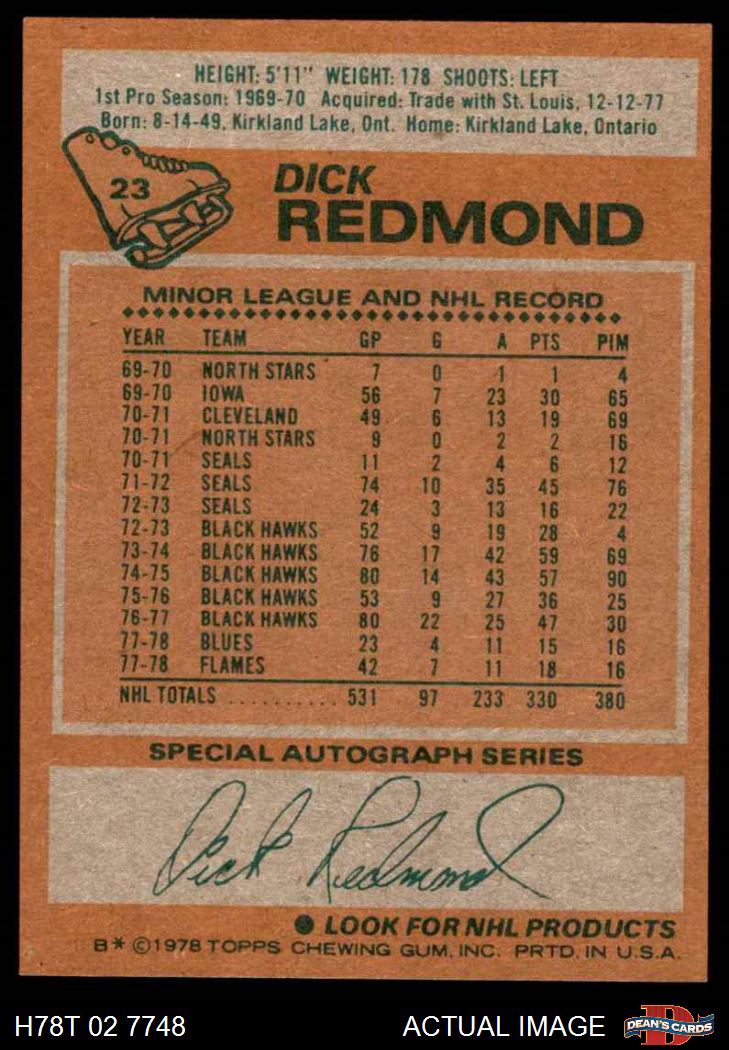 HEIGHT: 5'11" WEIGHT: 178 SHOOTS: LEFT
1st Pro Season: 1969-70 Acquired: Trade with St. Louis, 12-12-77
Born: 8-14-49, Kirkland Lake, Ont. Home: Kirkland Lake, Ontario
23
DICK
REDMOND
MINOR LEAGUE AND NHL RECORD
YEAR TEAM GP G A PTS PIM
69-70 NORTH STARS 7 0 1 1 4
69-70 IOWA 56 7 23 30 65
70-71 CLEVELAND 49 6 13 19 69
70-71 NORTH STARS 9 0 2 2 16
70-71 SEALS 11 2 4 6 12
71-72 SEALS 74 10 35 45 76
72-73 SEALS 24 3 13 16 22
72-73 BLACK HAWKS 52 9 19 28 4
73-74 BLACK HAWKS 76 17 42 59 69
74-75 BLACK HAWKS 80 14 43 57 90
75-76 BLACK HAWKS 53 9 27 36 25
76-77 BLACK HAWKS 80 22 25 47 30
77-78 BLUES 23 4 11 15 16
77-78 FLAMES 42 7 11 18 16
NHL TOTALS .......... 531 97 233 330 380
SPECIAL AUTOGRAPH SERIES
Dick Redmond
● LOOK FOR NHL PRODUCTS
B* ©1978 TOPPS CHEWING GUM, INC. PRTD. IN U.S.A.
H78T 02 7748 ACTUAL IMAGE DEAN'S CARDS